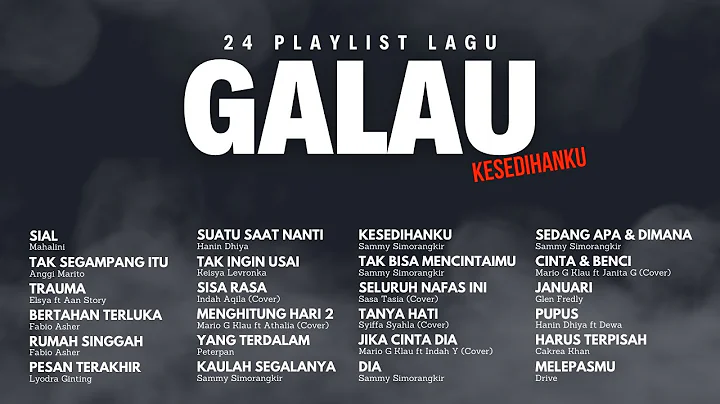 24 PLAYLIST LAGU
GALAU
KESEDIHANKU
SIAL
Mahalini
TAK SEGAMPANG ITU
Anggi Marito
TRAUMA
Elsya ft Aan Story
BERTAHAN TERLUKA
Fabio Asher
RUMAH SINGGAH
Fabio Asher
PESAN TERAKHIR
Lyodra Ginting
SUATU SAAT NANTI
Hanin Dhiya
TAK INGIN USAI
Keisya Levronka
SISA RASA
Indah Aqila (Cover)
MENGHITUNG HARI 2
Mario G Klau ft Athalia (Cover)
YANG TERDALAM
Peterpan
KAULAH SEGALANYA
Sammy Simorangkir
KESEDIHANKU
Sammy Simorangkir
TAK BISA MENCINTAIMU
Sammy Simorangkir
SELURUH NAFAS INI
Sasa Tasia (Cover)
TANYA HATI
Syiffa Syahla (Cover)
JIKA CINTA DIA
Mario G Klau ft Indah Y (Cover)
DIA
Sammy Simorangkir
SEDANG APA & DIMANA
Sammy Simorangkir
CINTA & BENCI
Mario G Klau ft Janita G (Cover)
JANUARI
Glen Fredly
PUPUS
Hanin Dhiya ft Dewa
HARUS TERPISAH
Cakrea Khan
MELEPASMU
Drive